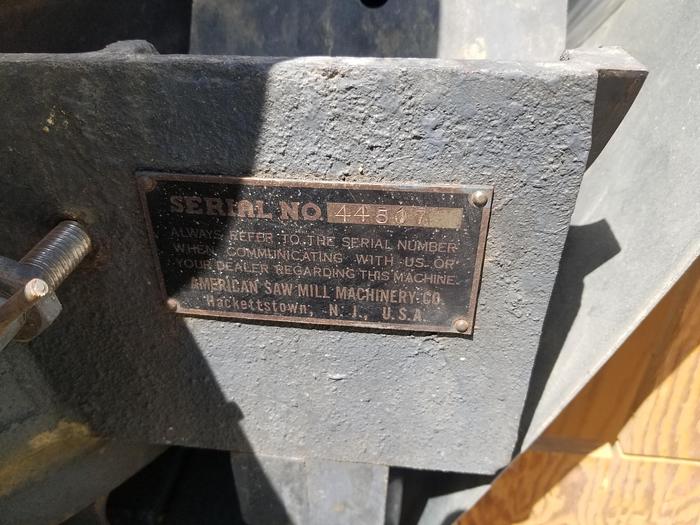 SERIAL NO. 44517
ALWAYS REFER TO THE SERIAL NUMBER
WHEN COMMUNICATING WITH US OR
YOUR DEALER REGARDING THIS MACHINE.
AMERICAN SAW MILL MACHINERY CO.
Hackettstown, N. J., U.S.A.